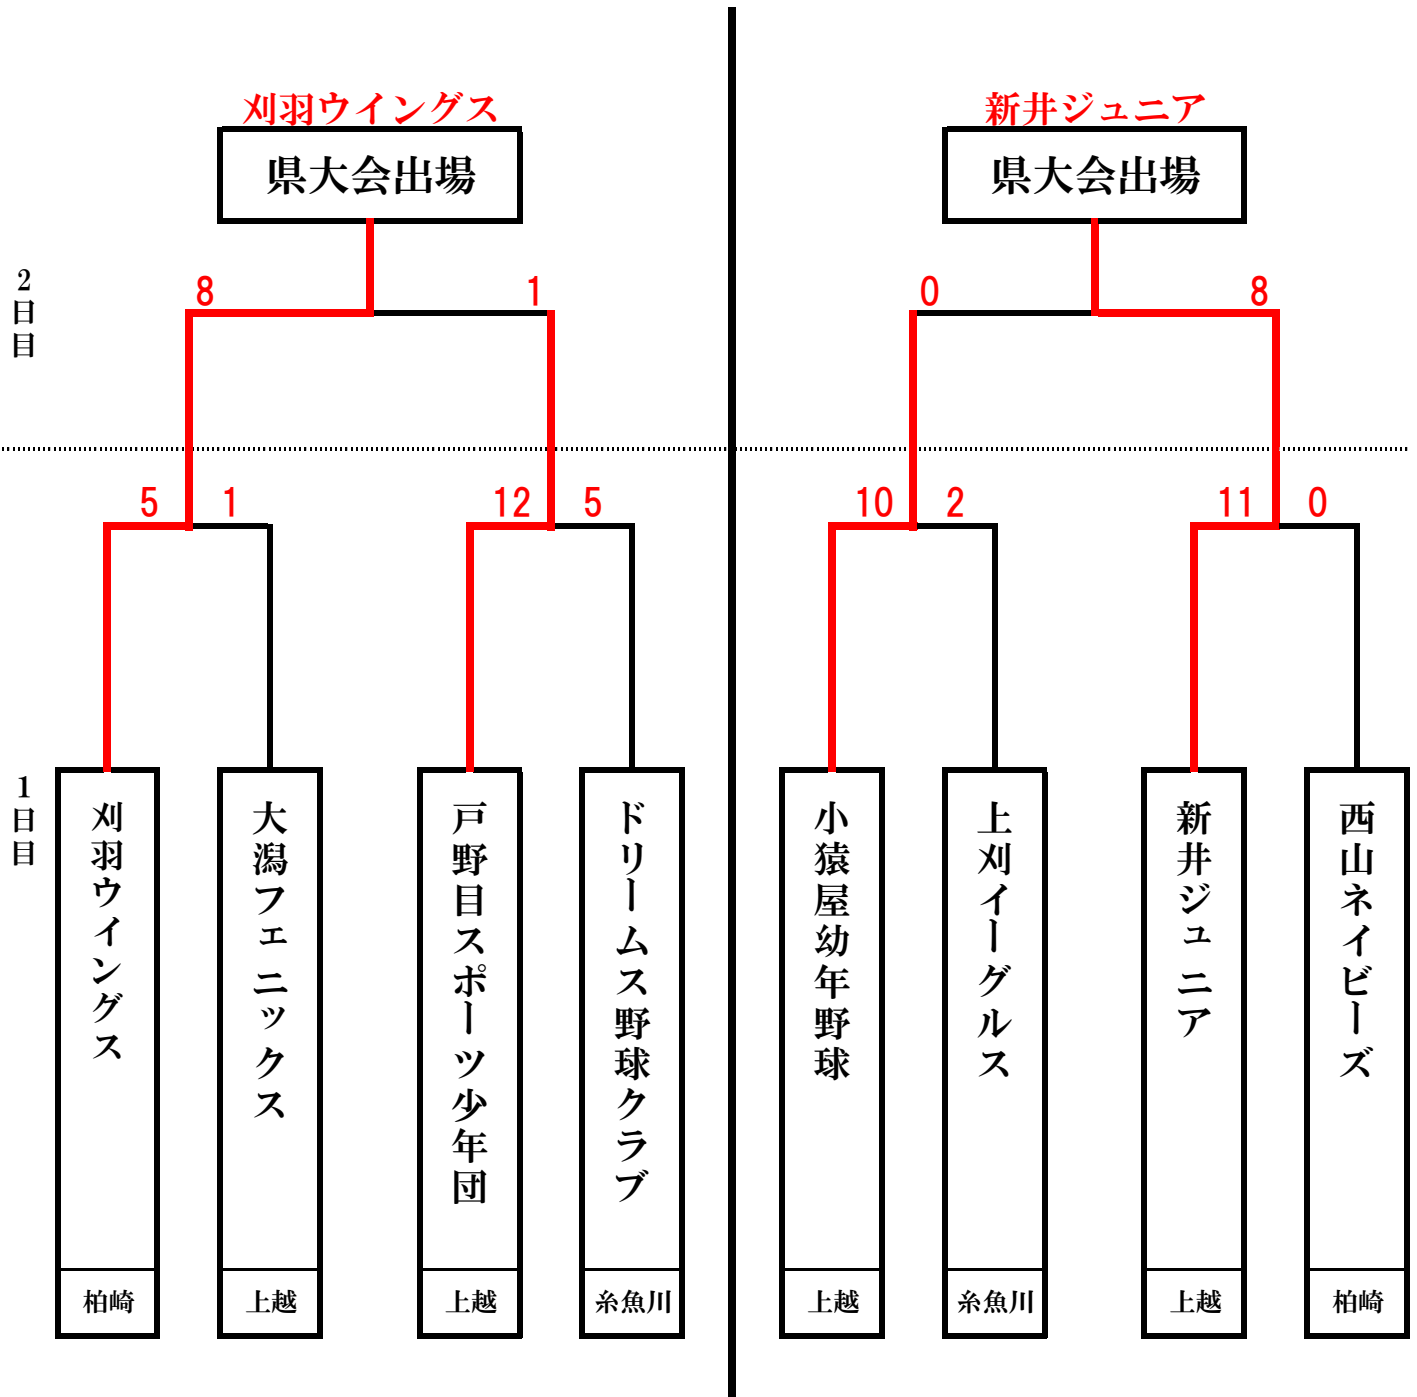 刈羽ウイングス
県大会出場
新井ジュニア
県大会出場
2日目
8
1
0
8
5
1
12
5
10
2
11
0
1日目
刈羽ウイングス
大潟フェニックス
戸野目スポーツ少年団
ドリームス野球クラブ
小猿屋幼年野球
上刈イーグルス
新井ジュニア
西山ネイビーズ
柏崎
上越
上越
糸魚川
上越
糸魚川
上越
柏崎